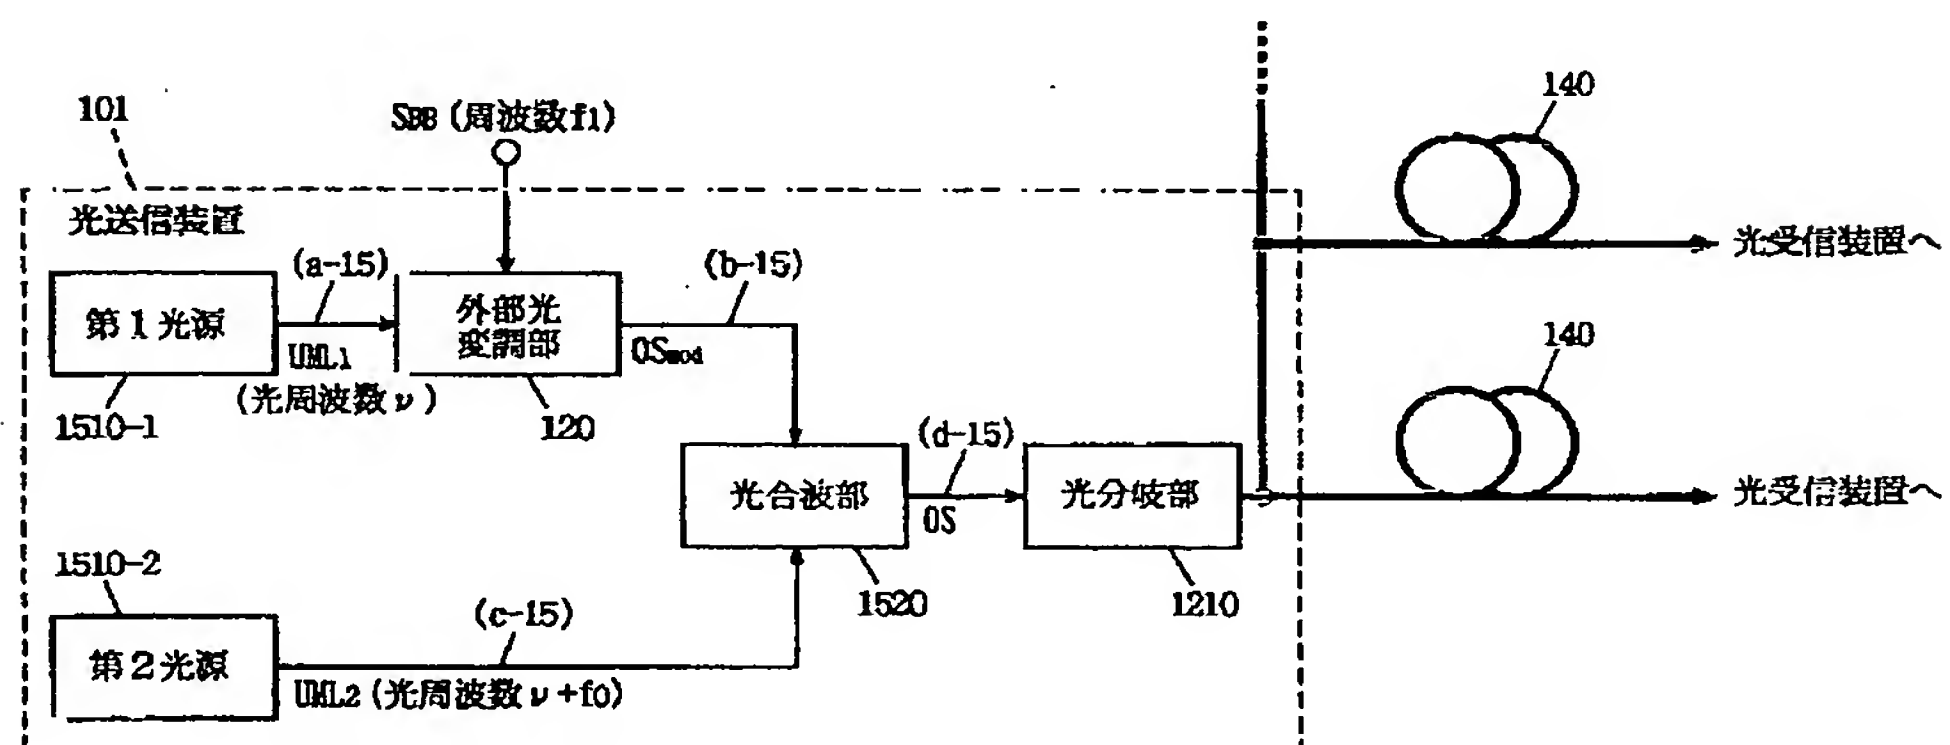 101
SBB (周波数f1)
140
光送信装置
(a-15)
(b-15)
光受信装置へ
第1光源
外部光
変調部
UML1
OSmod
(光周波数ν)
140
1510-1
120
(d-15)
光合波部
光分岐部
光受信装置へ
OS
1510-2
1520
1210
(c-15)
第2光源
UML2 (光周波数ν+f0)